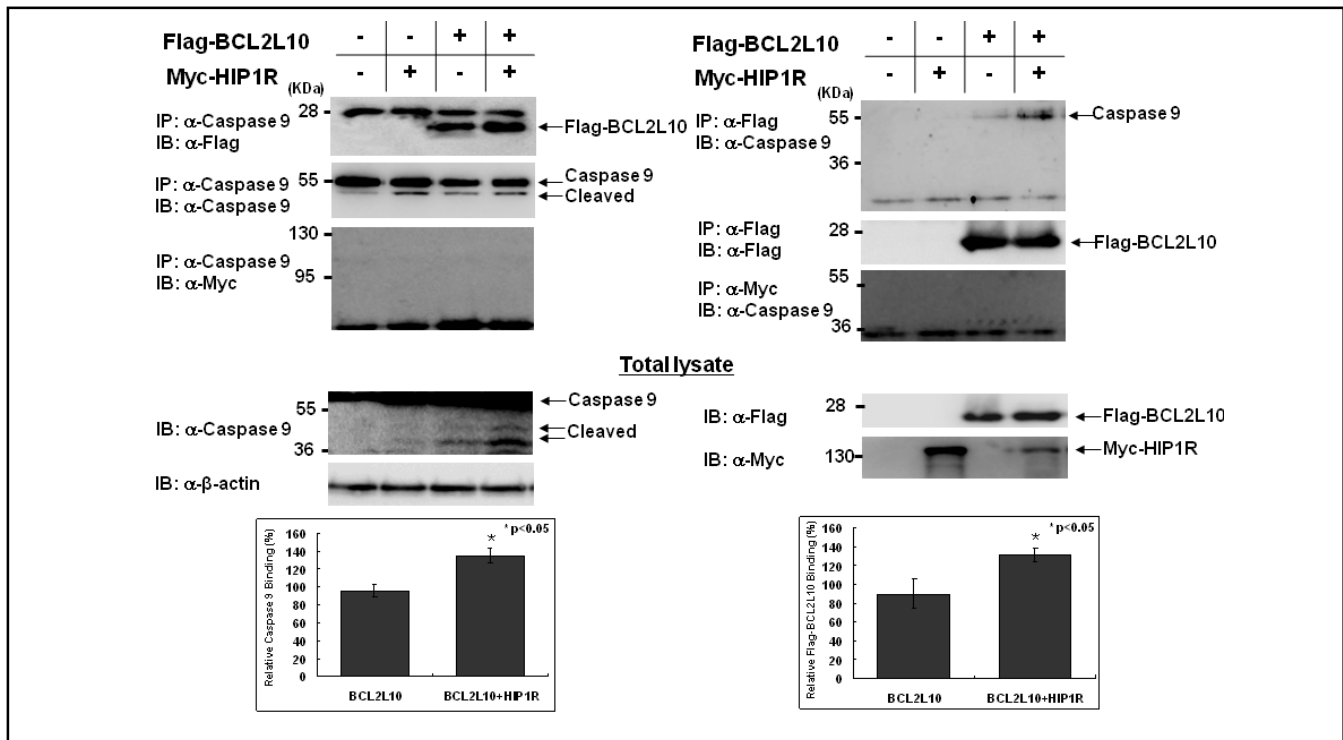 Flag-BCL2L10 - - + +
Myc-HIP1R - + - +
(KDa)
28
IP: α-Caspase 9
IB: α-Flag
Flag-BCL2L10
55
IP: α-Caspase 9
IB: α-Caspase 9
Caspase 9
Cleaved
130
IP: α-Caspase 9
IB: α-Myc
95
Flag-BCL2L10 - - + +
Myc-HIP1R - + - +
(KDa)
55
IP: α-Flag
IB: α-Caspase 9
Caspase 9
36
IP: α-Flag
IB: α-Flag
28
Flag-BCL2L10
55
IP: α-Myc
IB: α-Caspase 9
36
Total lysate
55
IB: α-Caspase 9
36
Caspase 9
Cleaved
IB: α-β-actin
28
IB: α-Flag
Flag-BCL2L10
IB: α-Myc
130
Myc-HIP1R
Relative Caspase 9 Binding (%)
160
140
120
100
80
60
40
20
0
* p<0.05
*
BCL2L10
BCL2L10+HIP1R
Relative Flag-BCL2L10 Binding (%)
160
140
120
100
80
60
40
20
0
* p<0.05
*
BCL2L10
BCL2L10+HIP1R